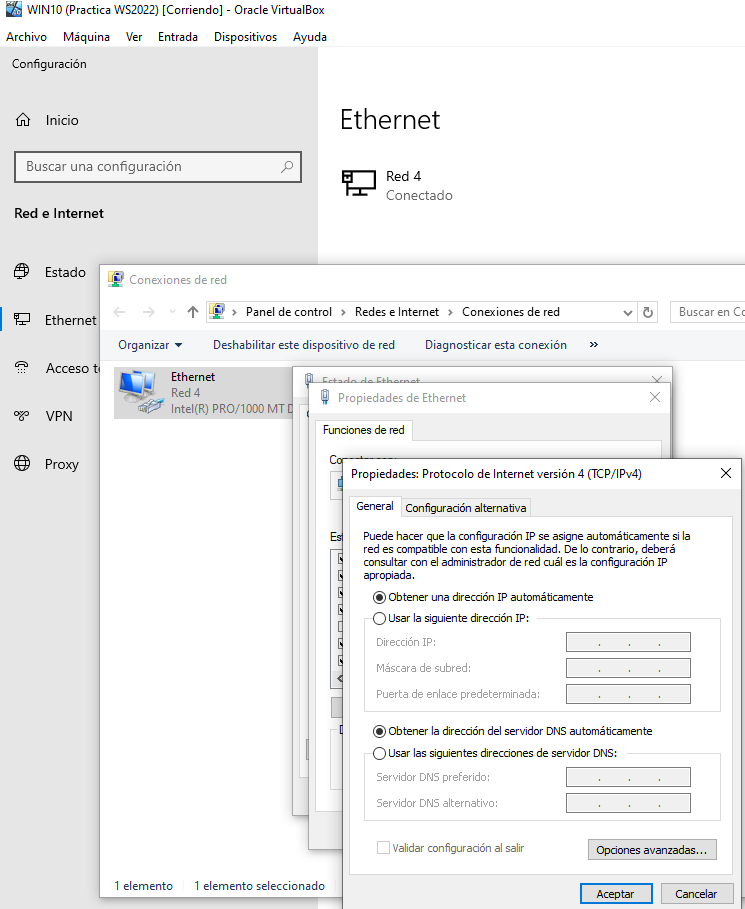 WIN10 (Practica WS2022) [Corriendo] - Oracle VirtualBox
Archivo Máquina Ver Entrada Dispositivos Ayuda
Configuración
Inicio
Buscar una configuración
Red e Internet
Estado
Ethernet
VPN
Proxy
Ethernet
Red 4
Conectado
Conexiones de red
Panel de control > Redes e Internet > Conexiones de red
Organizar Deshabilitar este dispositivo de red Diagnosticar esta conexión »
Ethernet
Red 4
Intel(R) PRO/1000 MT
1 elemento 1 elemento seleccionado
Estado de Ethernet
Propiedades de Ethernet
Funciones de red
Propiedades: Protocolo de Internet versión 4 (TCP/IPv4)
General Configuración alternativa
Puede hacer que la configuración IP se asigne automáticamente si la
red es compatible con esta funcionalidad. De lo contrario, deberá
consultar con el administrador de red cuál es la configuración IP
apropiada.
Obtener una dirección IP automáticamente
Usar la siguiente dirección IP:
Dirección IP:
Máscara de subred:
Puerta de enlace predeterminada:
Obtener la dirección del servidor DNS automáticamente
Usar las siguientes direcciones de servidor DNS:
Servidor DNS preferido:
Servidor DNS alternativo:
Validar configuración al salir
Opciones avanzadas...
Aceptar Cancelar